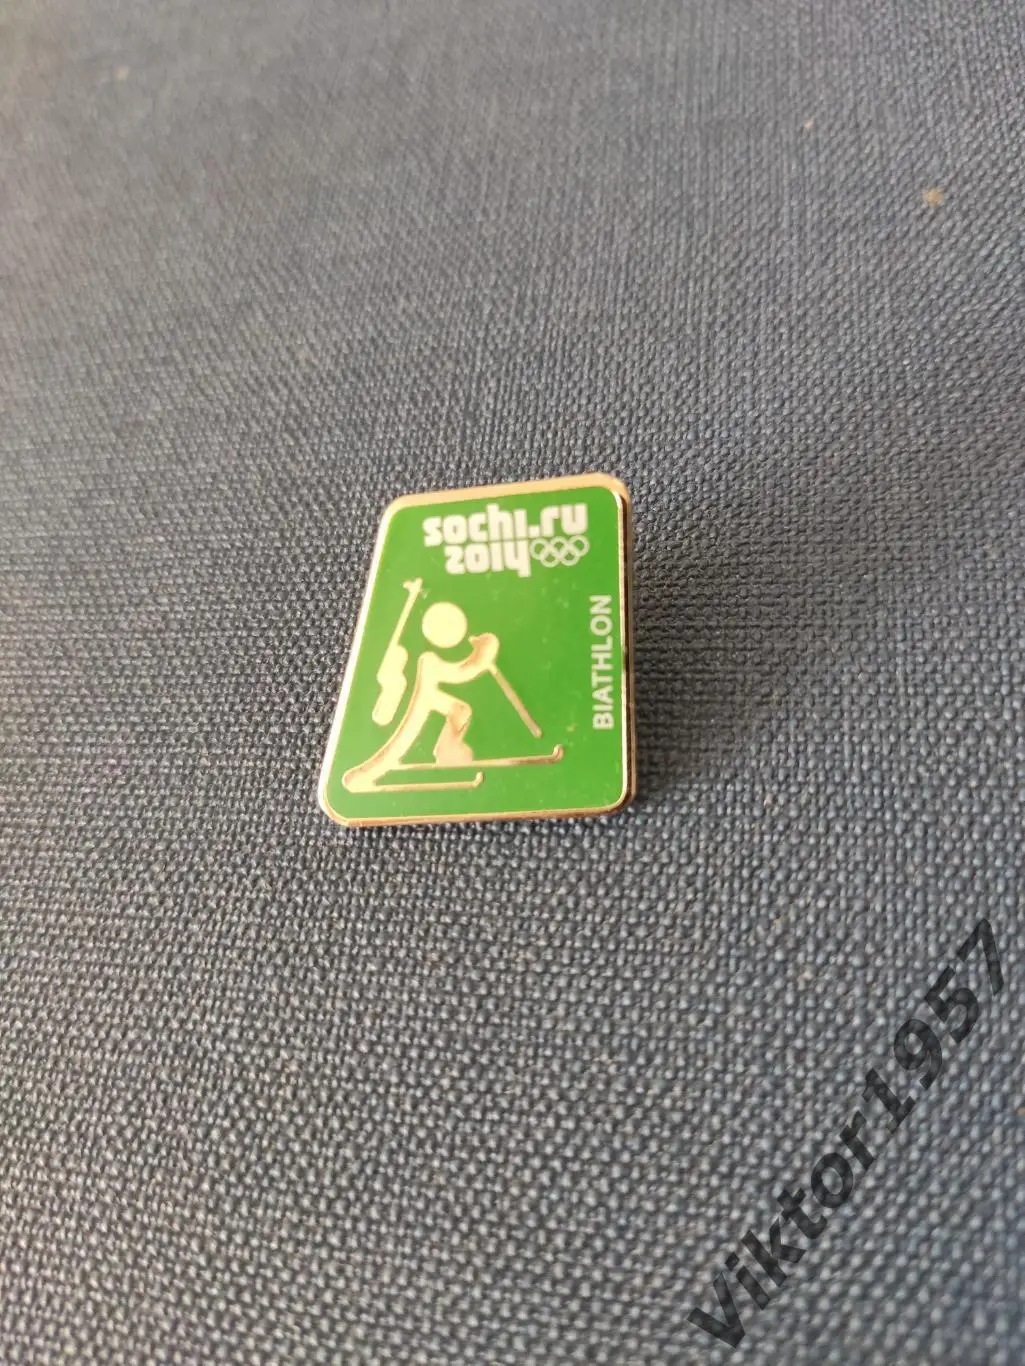 sochi.ru
2014
BIATHLON
Viktor1957